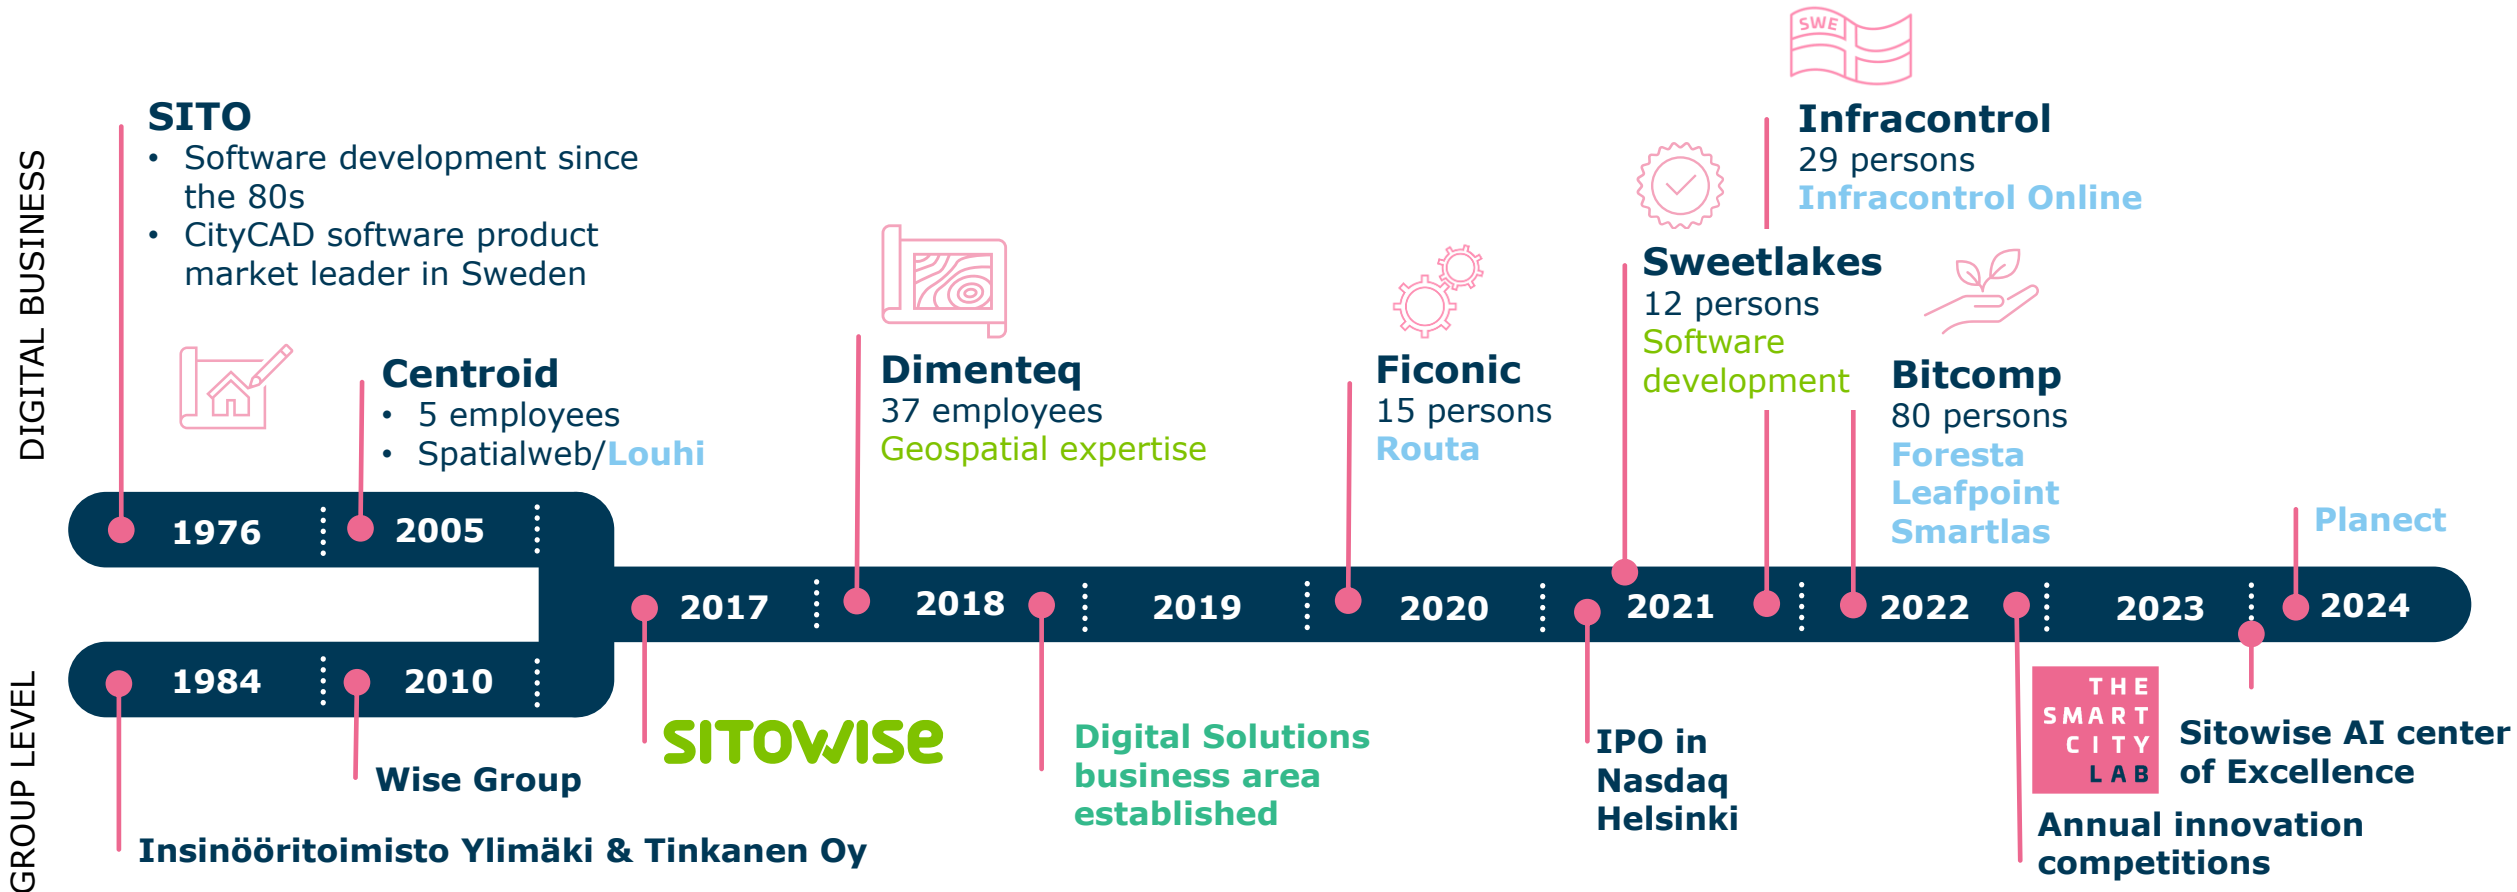 DIGITAL BUSINESS
SITO
• Software development since
the 80s
• CityCAD software product
market leader in Sweden
Centroid
• 5 employees
• Spatialweb/Louhi
Dimenteq
37 employees
Geospatial expertise
Ficonic
15 persons
Routa
Sweetlakes
12 persons
Software
development
SWE
Infracontrol
29 persons
Infracontrol Online
Bitcomp
80 persons
Foresta
Leafpoint
Smartlas
Planect
1976 2005
2017 2018 2019 2020 2021 2022 2023 2024
1984 2010
GROUP LEVEL
Insinööritoimisto Ylimäki & Tinkanen Oy
Wise Group
SITOWISE
Digital Solutions
business area
established
IPO in
Nasdaq
Helsinki
THE
SMART
CITY
LAB
Annual innovation
competitions
Sitowise AI center
of Excellence